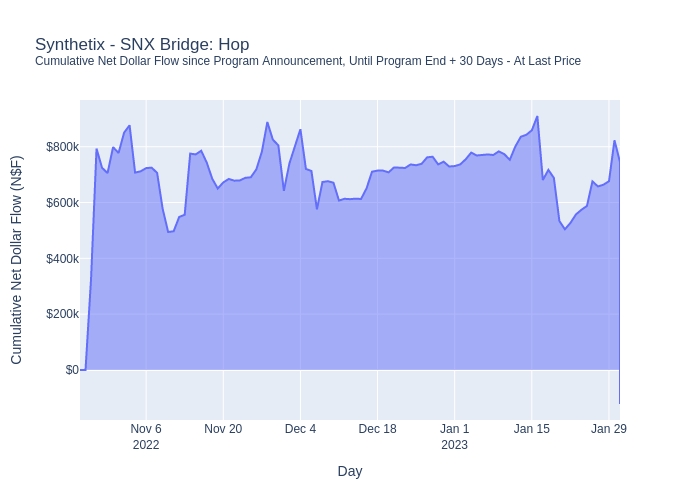 Synthetix - SNX Bridge: Hop
Cumulative Net Dollar Flow since Program Announcement, Until Program End + 30 Days - At Last Price
Cumulative Net Dollar Flow (N$F)
$800k
$600k
$400k
$200k
$0
Nov 6
2022
Nov 20
Dec 4
Dec 18
Jan 1
2023
Jan 15
Jan 29
Day